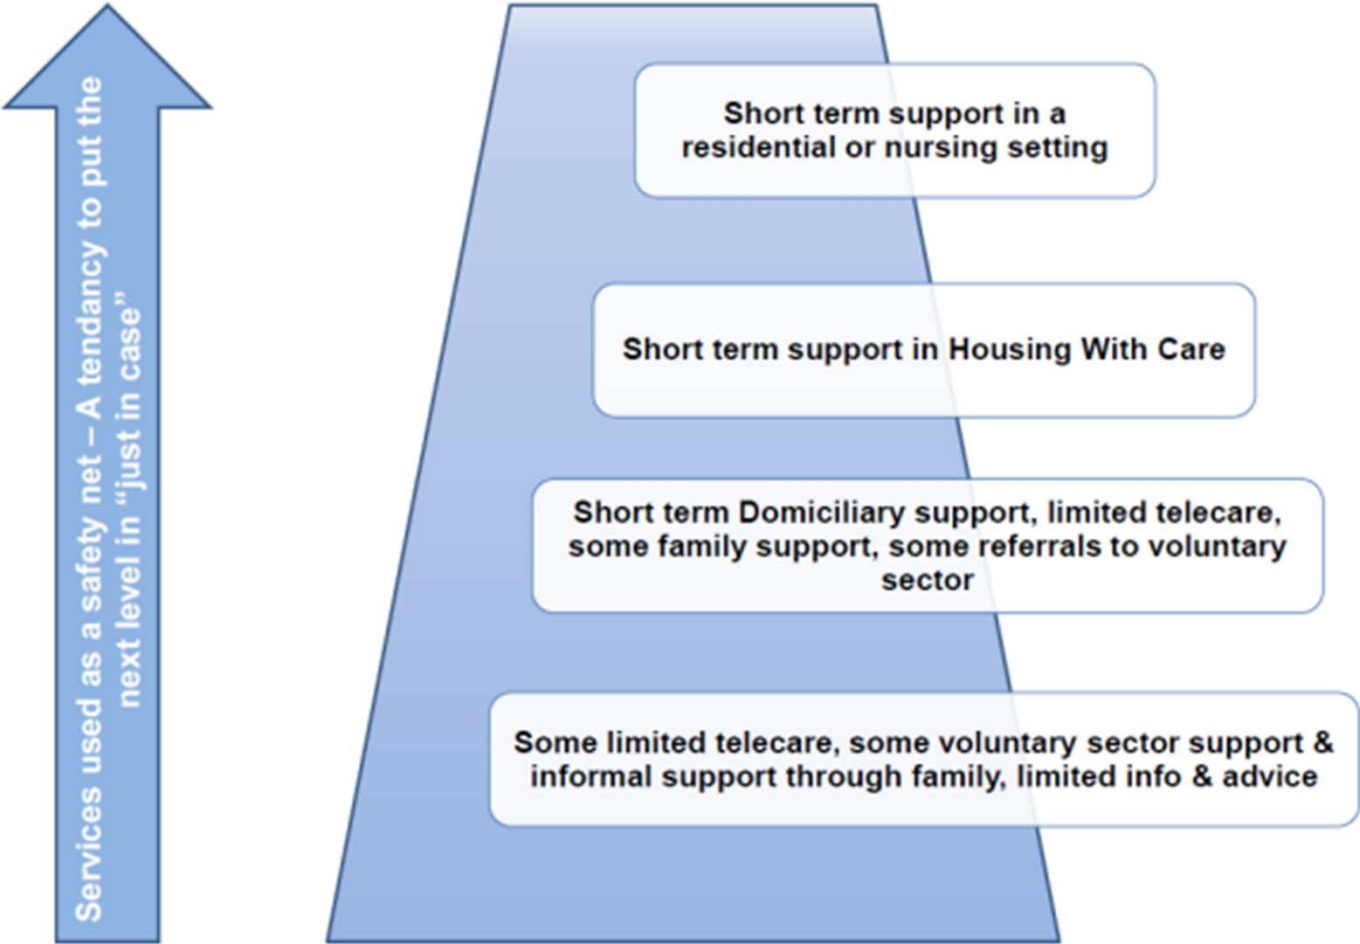 Services used as a safety net – A tendancy to put the
next level in “just in case”
Short term support in a
residential or nursing setting
Short term support in Housing With Care
Short term Domiciliary support, limited telecare,
some family support, some referrals to voluntary
sector
Some limited telecare, some voluntary sector support &
informal support through family, limited info & advice